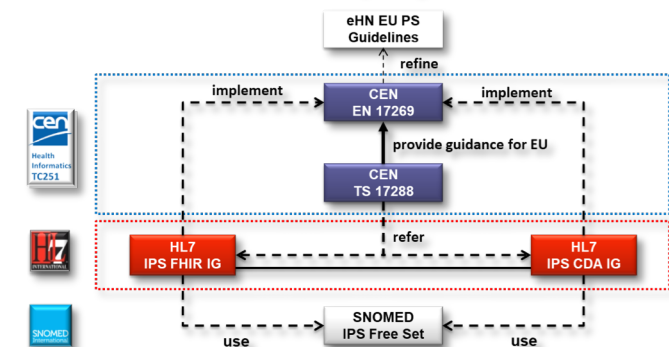 eHN EU PS
Guidelines
refine
implement
CEN
EN 17269
implement
cen
Health
Informatics
TC251
provide guidance for EU
CEN
TS 17288
refer
HL7
INTERNATIONAL
HL7
IPS FHIR IG
HL7
IPS CDA IG
SNOMED
International
SNOMED
IPS Free Set
use
use